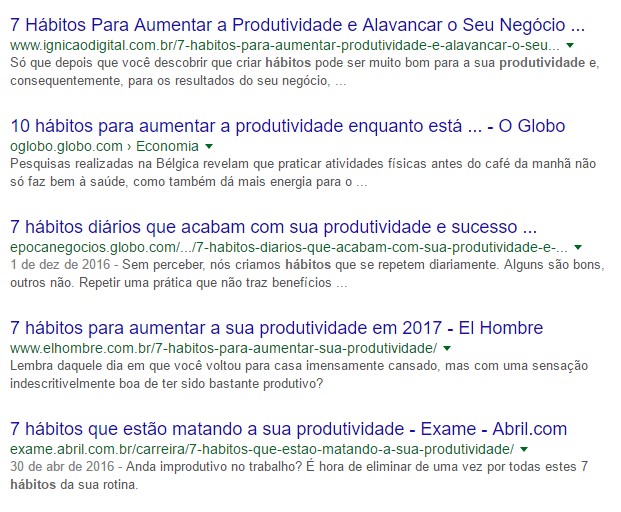 7 Hábitos Para Aumentar a Produtividade e Alavancar o Seu Negócio ...
www.ignicaodigital.com.br/7-habitos-para-aumentar-produtividade-e-alavancar-o-seu...
Só que depois que você descobrir que criar hábitos pode ser muito bom para a sua produtividade e,
consequentemente, para os resultados do seu negócio, ...
10 hábitos para aumentar a produtividade enquanto está ... - O Globo
oglobo.globo.com › Economia
Pesquisas realizadas na Bélgica revelam que praticar atividades físicas antes do café da manhã não
só faz bem à saúde, como também dá mais energia para o ...
7 hábitos diários que acabam com sua produtividade e sucesso ...
epocanegocios.globo.com/.../7-habitos-diarios-que-acabam-com-sua-produtividade-e-...
1 de dez de 2016 - Sem perceber, nós criamos hábitos que se repetem diariamente. Alguns são bons,
outros não. Repetir uma prática que não traz benefícios ...
7 hábitos para aumentar a sua produtividade em 2017 - El Hombre
www.elhombre.com.br/7-habitos-para-aumentar-sua-produtividade/
Lembra daquele dia em que você voltou para casa imensamente cansado, mas com uma sensação
indescritivelmente boa de ter sido bastante produtivo?
7 hábitos que estão matando a sua produtividade - Exame - Abril.com
exame.abril.com.br/carreira/7-habitos-que-estao-matando-a-sua-produtividade/
30 de abr de 2016 - Anda improdutivo no trabalho? É hora de eliminar de uma vez por todas estes 7
hábitos da sua rotina.